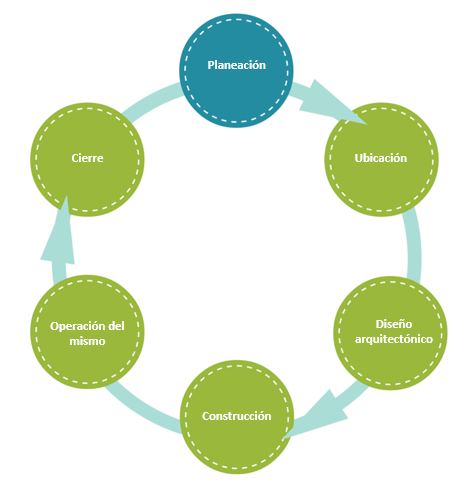 Planeación
Ubicación
Diseño
arquitectónico
Construcción
Operación del
mismo
Cierre